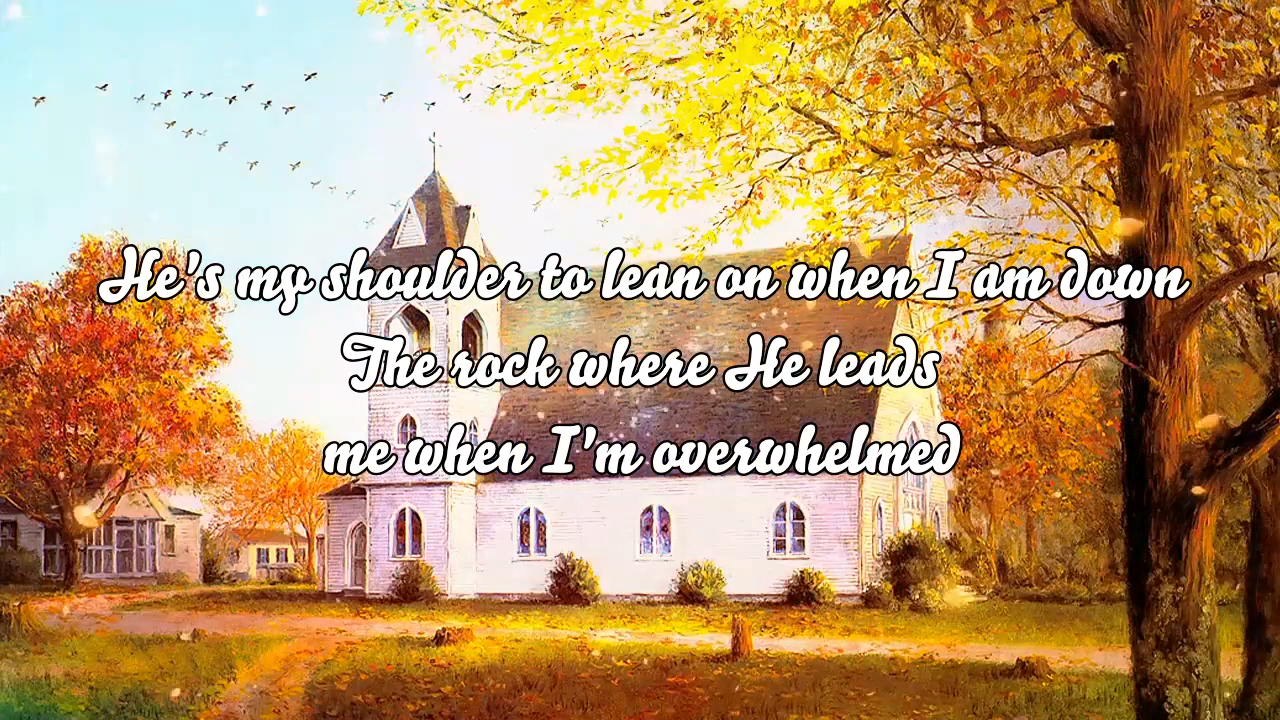 He's my shoulder to lean on when I am down
The rock where He leads
me when I'm overwhelmed